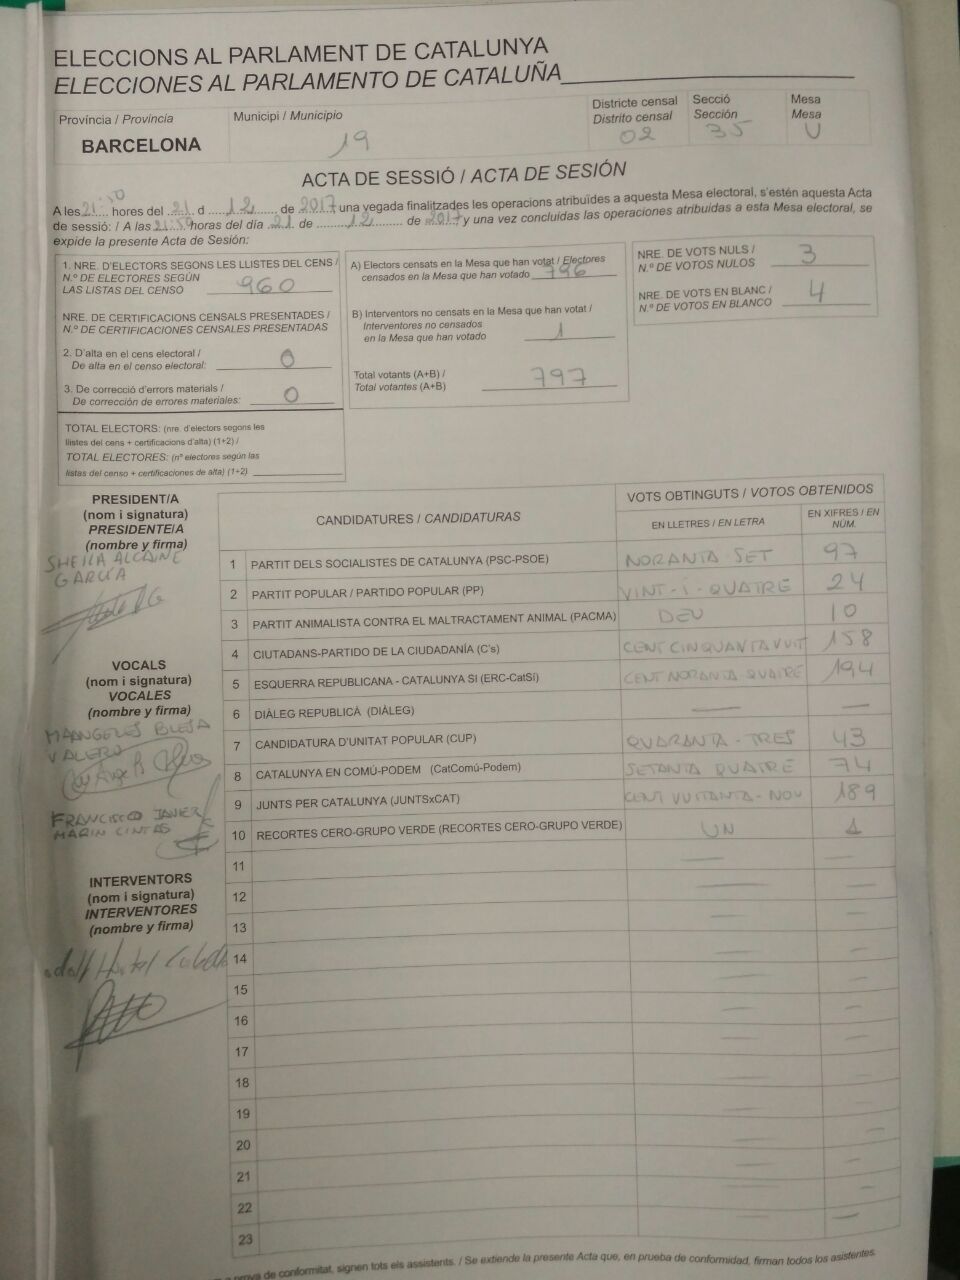 ELECCIONS AL PARLAMENT DE CATALUNYA
ELECCIONES AL PARLAMENTO DE CATALUÑA
Província / Provincia
BARCELONA
Municipi / Municipio
19
Districte censal
Distrito censal
02
Secció
Sección
35
Mesa
Mesa
U
ACTA DE SESSIÓ / ACTA DE SESIÓN
A les 21:50 hores del 21 d 12 de 2017 una vegada finalitzades les operacions atribuïdes a aquesta Mesa electoral, s'estén aquesta Acta
de sessió: / A las 21:50 horas del día 21 de 12 de 2017 y una vez concluidas las operaciones atribuidas a esta Mesa electoral, se
expide la presente Acta de Sesión:
1. NRE. D'ELECTORS SEGONS LES LLISTES DEL CENS /
N.º DE ELECTORES SEGÚN
LAS LISTAS DEL CENSO 960
NRE. DE CERTIFICACIONS CENSALS PRESENTADES /
N.º DE CERTIFICACIONES CENSALES PRESENTADAS
2. D'alta en el cens electoral /
De alta en el censo electoral: 0
3. De correcció d'errors materials /
De corrección de errores materiales: 0
TOTAL ELECTORS: (nre. d'electors segons les
llistes del cens + certificacions d'alta) (1+2) /
TOTAL ELECTORES: (nº electores según las
listas del censo + certificaciones de alta) (1+2)
A) Electors censats en la Mesa que han votat / Electores
censados en la Mesa que han votado 796
B) Interventors no censats en la Mesa que han votat /
Interventores no censados
en la Mesa que han votado 1
Total votants (A+B) /
Total votantes (A+B) 797
NRE. DE VOTS NULS /
N.º DE VOTOS NULOS 3
NRE. DE VOTS EN BLANC /
N.º DE VOTOS EN BLANCO 4
PRESIDENT/A
(nom i signatura)
PRESIDENTE/A
(nombre y firma)
SHEILA ALCAINE
GARCÍA
VOCALS
(nom i signatura)
VOCALES
(nombre y firma)
MªANGELES BLESA
VALERO
FRANCISCO JAVIER
MARIN CINTAS
INTERVENTORS
(nom i signatura)
INTERVENTORES
(nombre y firma)
CANDIDATURES / CANDIDATURAS
VOTS OBTINGUTS / VOTOS OBTENIDOS
EN LLETRES / EN LETRA
EN XIFRES / EN
NÚM.
1 PARTIT DELS SOCIALISTES DE CATALUNYA (PSC-PSOE) NORANTA SET 97
2 PARTIT POPULAR / PARTIDO POPULAR (PP) VINT-I-QUATRE 24
3 PARTIT ANIMALISTA CONTRA EL MALTRACTAMENT ANIMAL (PACMA) DEU 10
4 CIUTADANS-PARTIDO DE LA CIUDADANÍA (C's) CENT CINQUANTA VUIT 158
5 ESQUERRA REPUBLICANA - CATALUNYA SI (ERC-CatSí) CENT NORANTA QUATRE 194
6 DIÀLEG REPUBLICÀ (DIÀLEG) — —
7 CANDIDATURA D'UNITAT POPULAR (CUP) QUARANTA-TRES 43
8 CATALUNYA EN COMÚ-PODEM (CatComú-Podem) SETANTA QUATRE 74
9 JUNTS PER CATALUNYA (JUNTSxCAT) CENT VUITANTA-NOU 189
10 RECORTES CERO-GRUPO VERDE (RECORTES CERO-GRUPO VERDE) UN 1
11 — —
12 — —
13 — —
14 — —
15 — —
16 — —
17 — —
18 — —
19 — —
20 — —
21 — —
22 — —
23 — —
a prova de conformitat, signen tots els assistents. / Se extiende la presente Acta que, en prueba de conformidad, firman todos los asistentes.